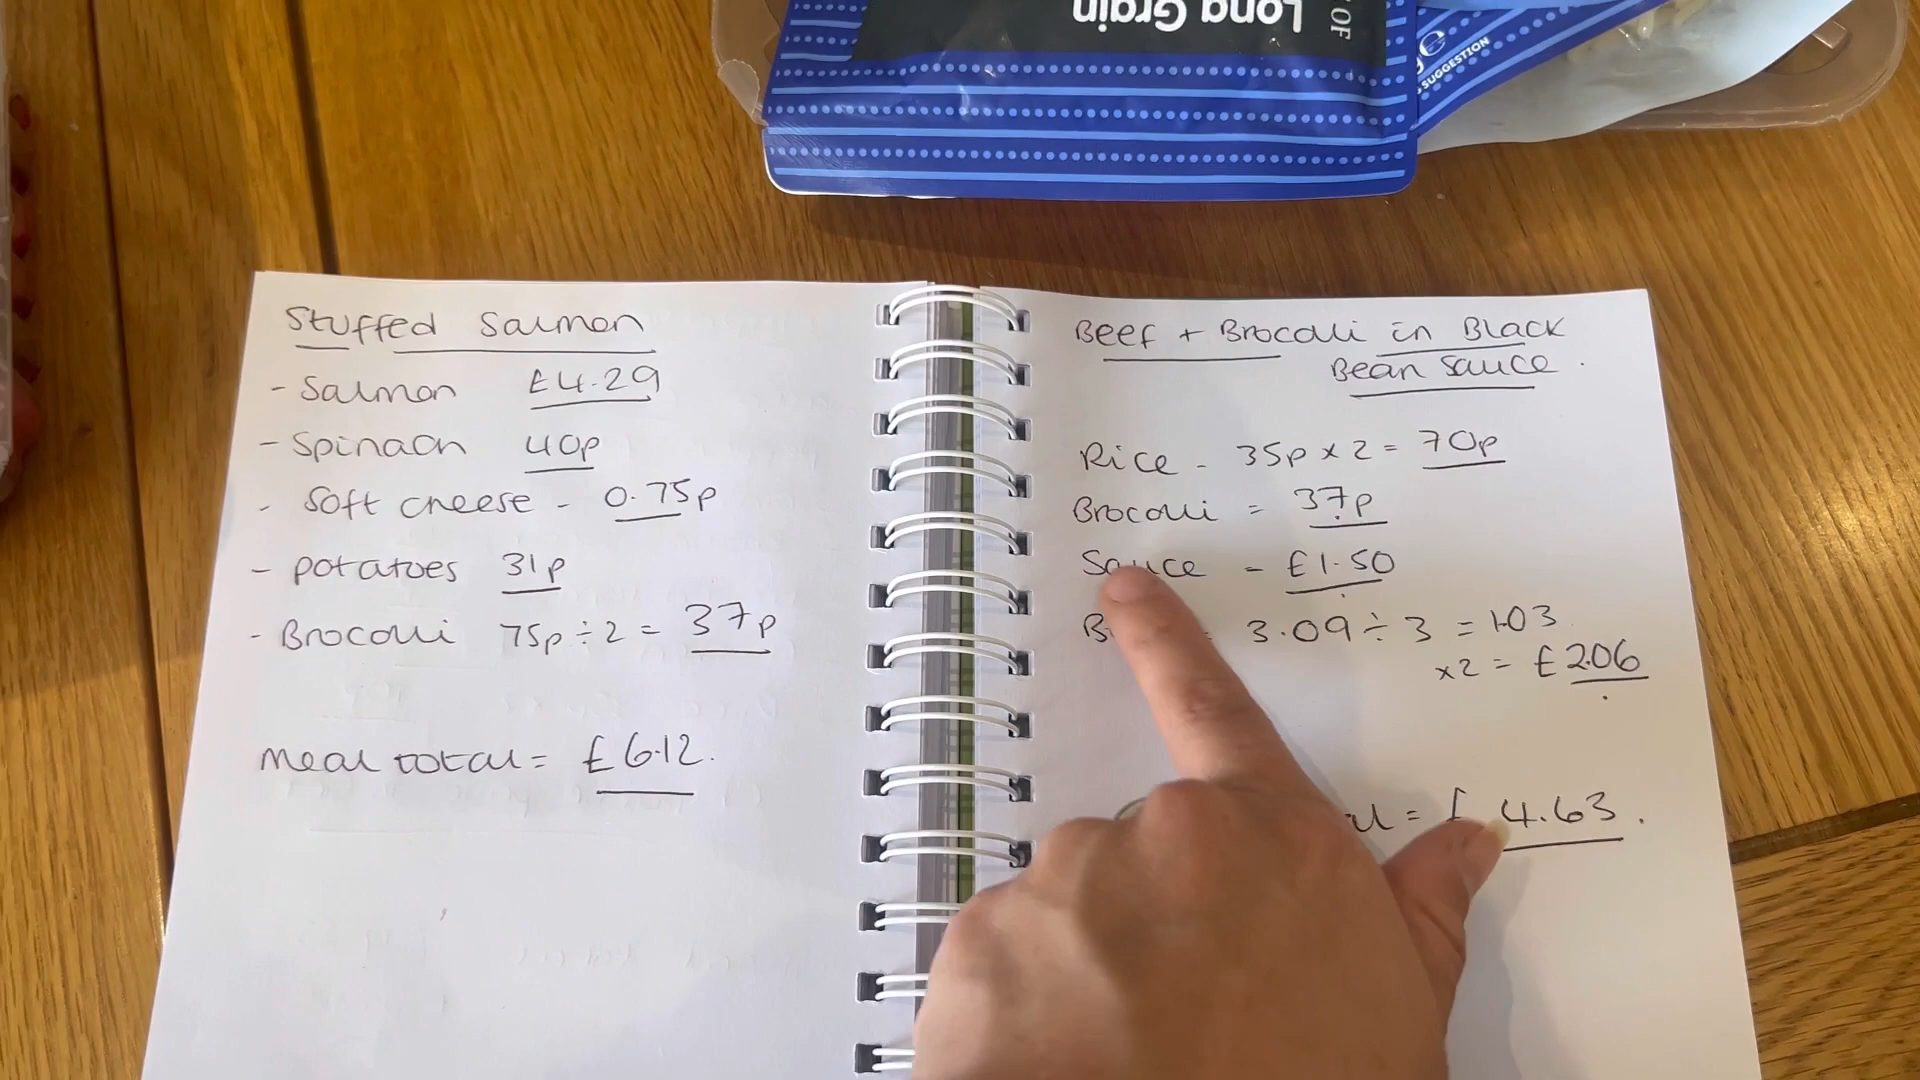 Long Grain
OF
SUGGESTION
Stuffed Salmon
- Salmon £4.29
- Spinach 40p
- Soft cheese - 0.75p
- potatoes 31p
- Brocolli 75p ÷ 2 = 37p
meal total = £6.12.
Beef + Brocolli in Black
Bean Sauce.
Rice - 35p x 2 = 70p
Brocolli = 37p
Sauce = £1.50
3.09 ÷ 3 = 1.03
x2 = £2.06
= £4.63.